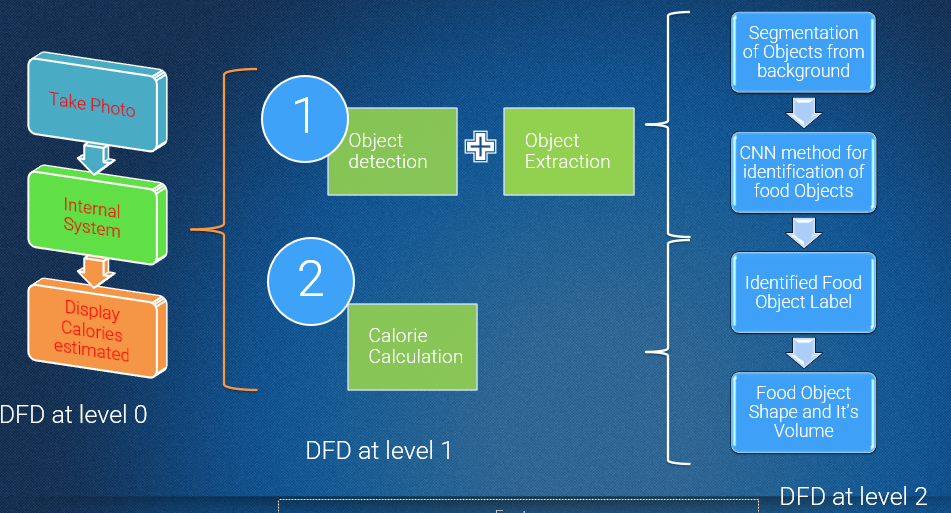 Take Photo
Internal
System
Display
Calories
estimated
DFD at level 0
1
Object
detection
Object
Extraction
2
Calorie
Calculation
DFD at level 1
Segmentation
of Objects from
background
CNN method for
identification of
food Objects
Identified Food
Object Label
Food Object
Shape and It's
Volume
DFD at level 2